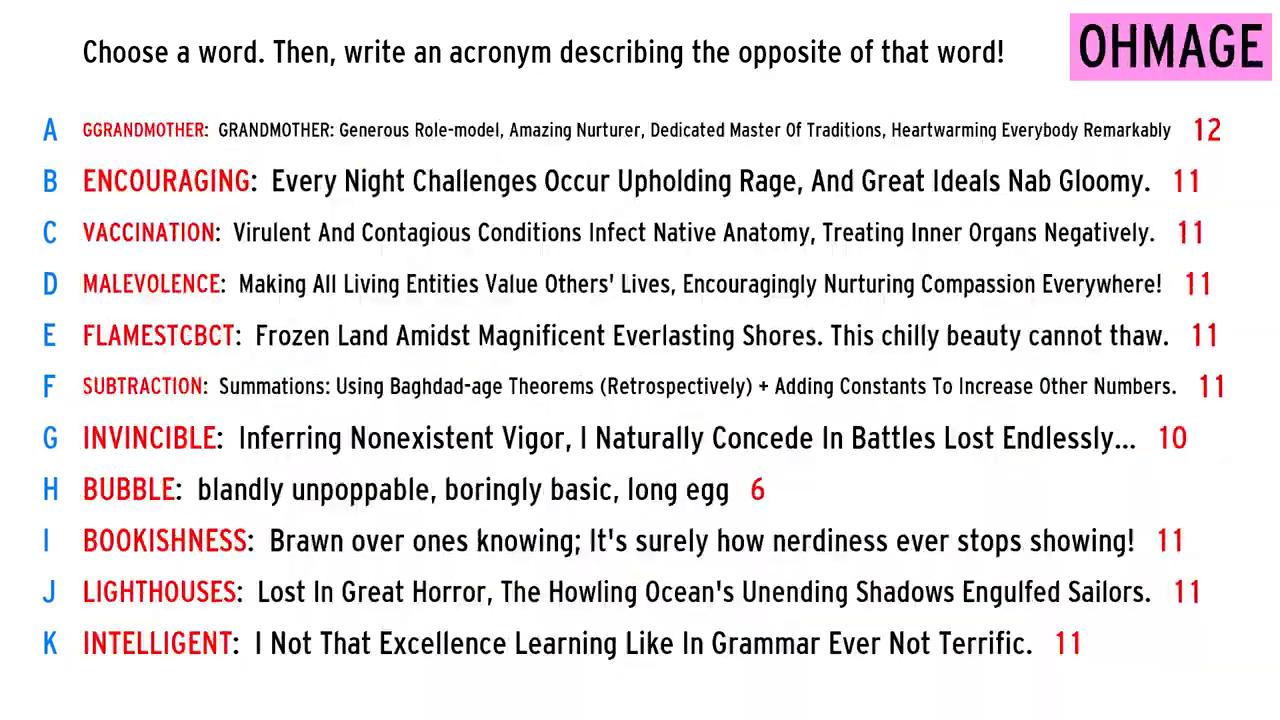 Choose a word. Then, write an acronym describing the opposite of that word!
OHMAGE
A GGRANDMOTHER: GRANDMOTHER: Generous Role-model, Amazing Nurturer, Dedicated Master Of Traditions, Heartwarming Everybody Remarkably 12
B ENCOURAGING: Every Night Challenges Occur Upholding Rage, And Great Ideals Nab Gloomy. 11
C VACCINATION: Virulent And Contagious Conditions Infect Native Anatomy, Treating Inner Organs Negatively. 11
D MALEVOLENCE: Making All Living Entities Value Others' Lives, Encouragingly Nurturing Compassion Everywhere! 11
E FLAMESTCBCT: Frozen Land Amidst Magnificent Everlasting Shores. This chilly beauty cannot thaw. 11
F SUBTRACTION: Summations: Using Baghdad-age Theorems (Retrospectively) + Adding Constants To Increase Other Numbers. 11
G INVINCIBLE: Inferring Nonexistent Vigor, I Naturally Concede In Battles Lost Endlessly... 10
H BUBBLE: blandly unpoppable, boringly basic, long egg 6
I BOOKISHNESS: Brawn over ones knowing; It's surely how nerdiness ever stops showing! 11
J LIGHTHOUSES: Lost In Great Horror, The Howling Ocean's Unending Shadows Engulfed Sailors. 11
K INTELLIGENT: I Not That Excellence Learning Like In Grammar Ever Not Terrific. 11